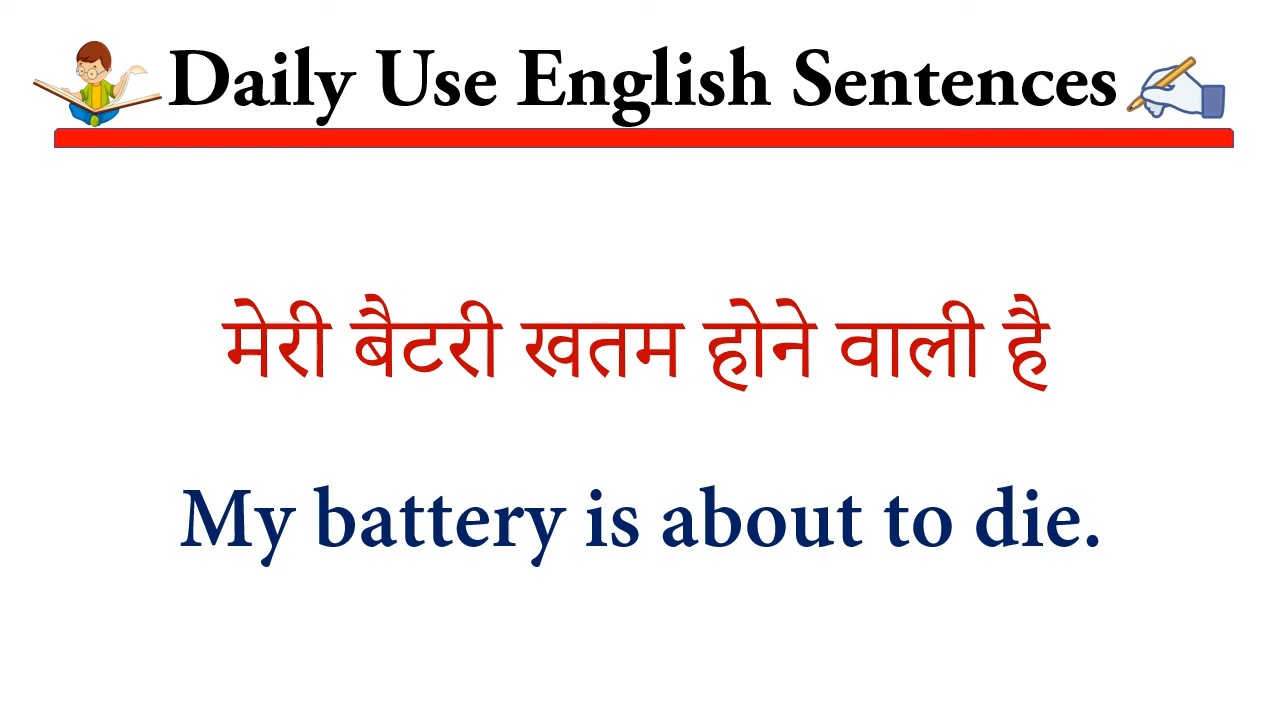 Daily Use English Sentences
मेरी बैटरी खतम होने वाली है
My battery is about to die.